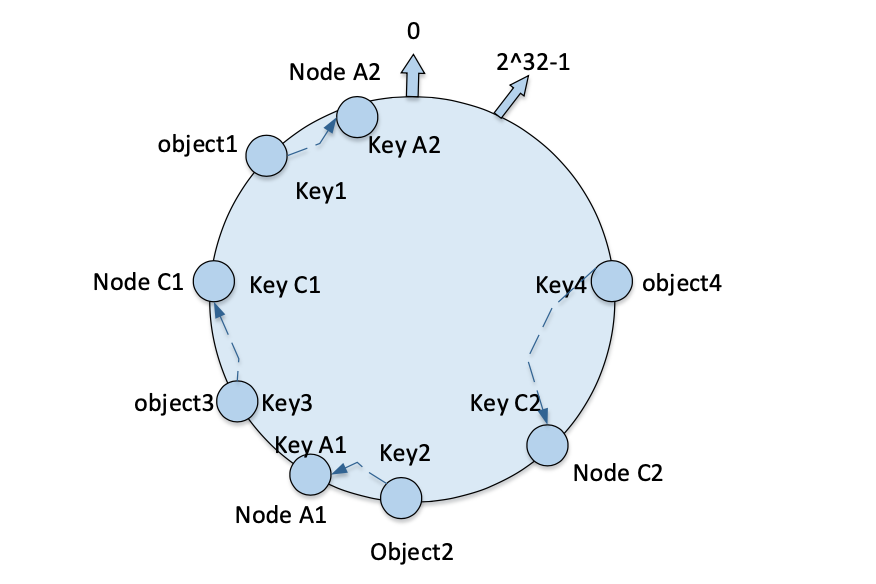 0
2^32-1
Node A2
object1
Key A2
Key1
Node C1
Key C1
Key4
object4
object3
Key3
Key C2
Key A1
Key2
Node C2
Node A1
Object2